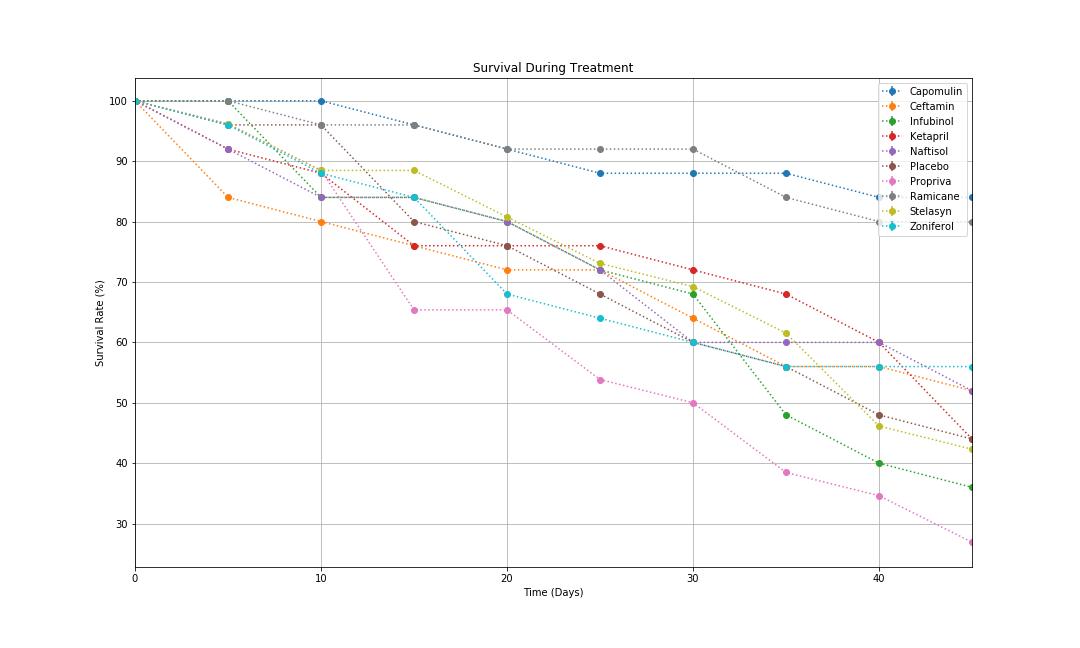 Survival During Treatment
Survival Rate (%)
100
90
80
70
60
50
40
30
0
10
20
30
40
Time (Days)
Capomulin
Ceftamin
Infubinol
Ketapril
Naftisol
Placebo
Propriva
Ramicane
Stelasyn
Zoniferol